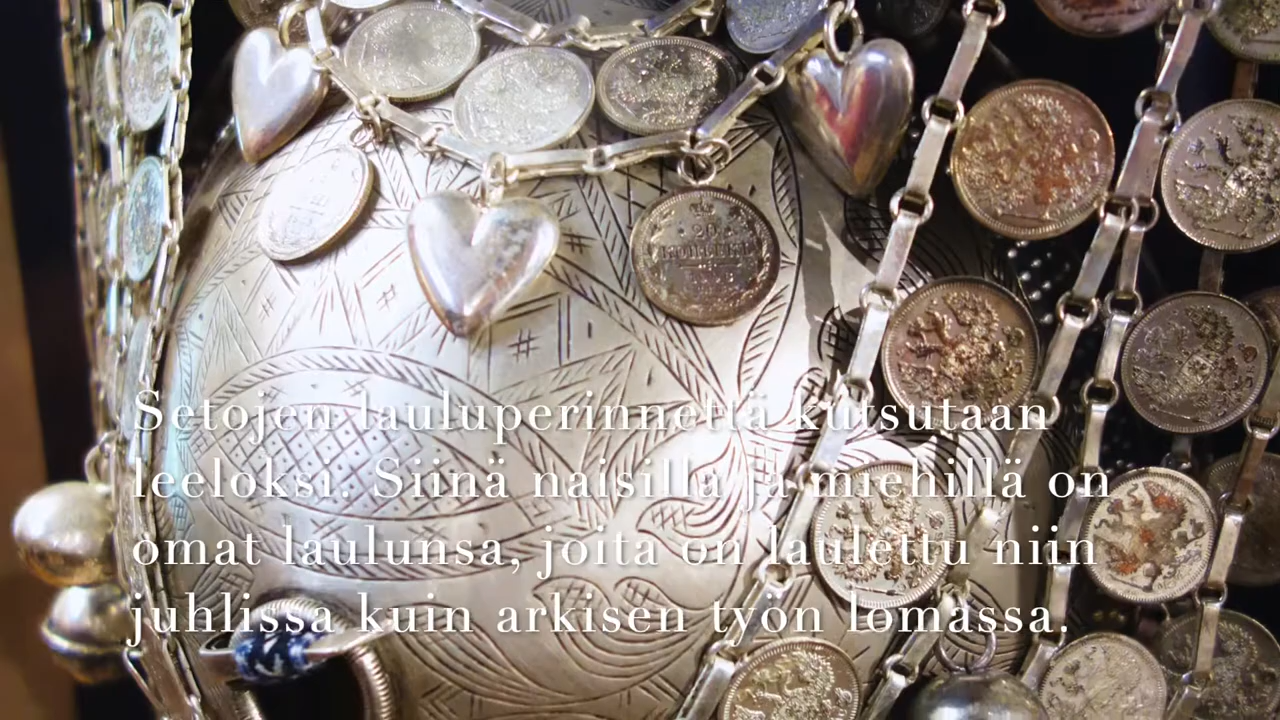 20
Setojen lauluperinnettä kutsutaan
leeloksi. Siinä naisilla ja miehillä on
omat laulunsa, joita on laulettu niin
juhlissa kuin arkisen työn lomassa.